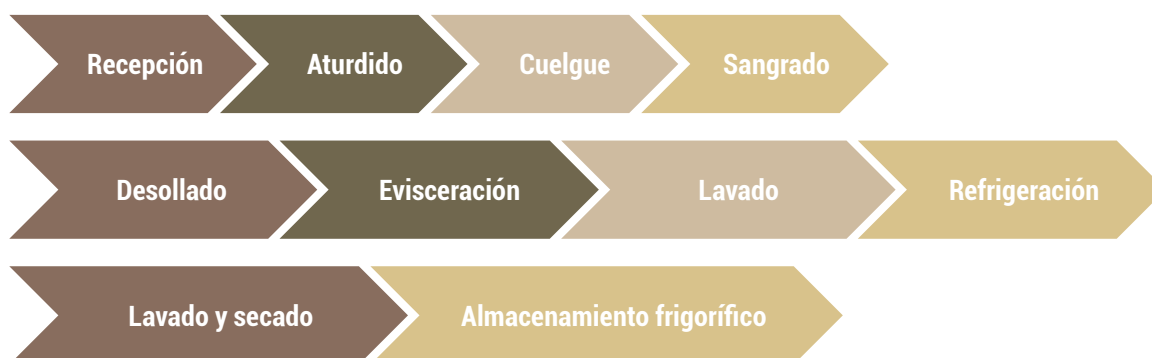 Recepción Aturdido Cuelgue Sangrado
Desollado Evisceración Lavado Refrigeración
Lavado y secado Almacenamiento frigorífico